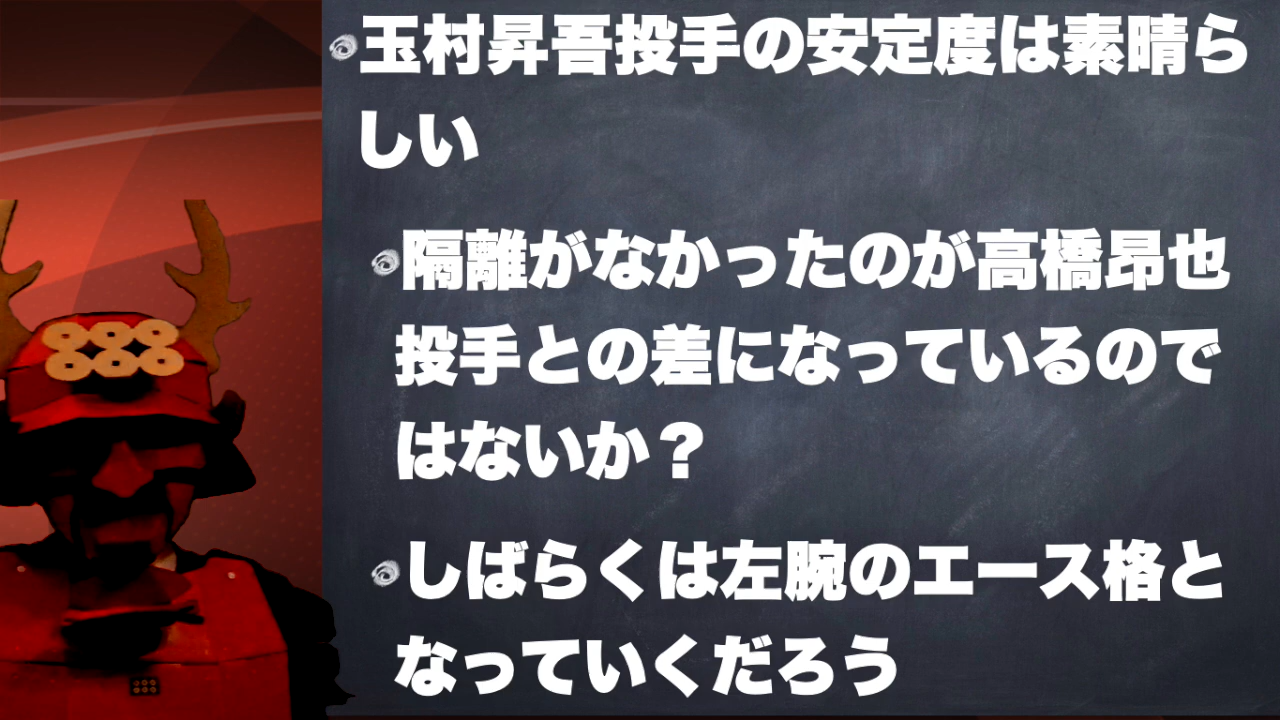 玉村昇吾投手の安定度は素晴ら
しい
隔離がなかったのが高橋昂也
投手との差になっているので
はないか？
しばらくは左腕のエース格と
なっていくだろう